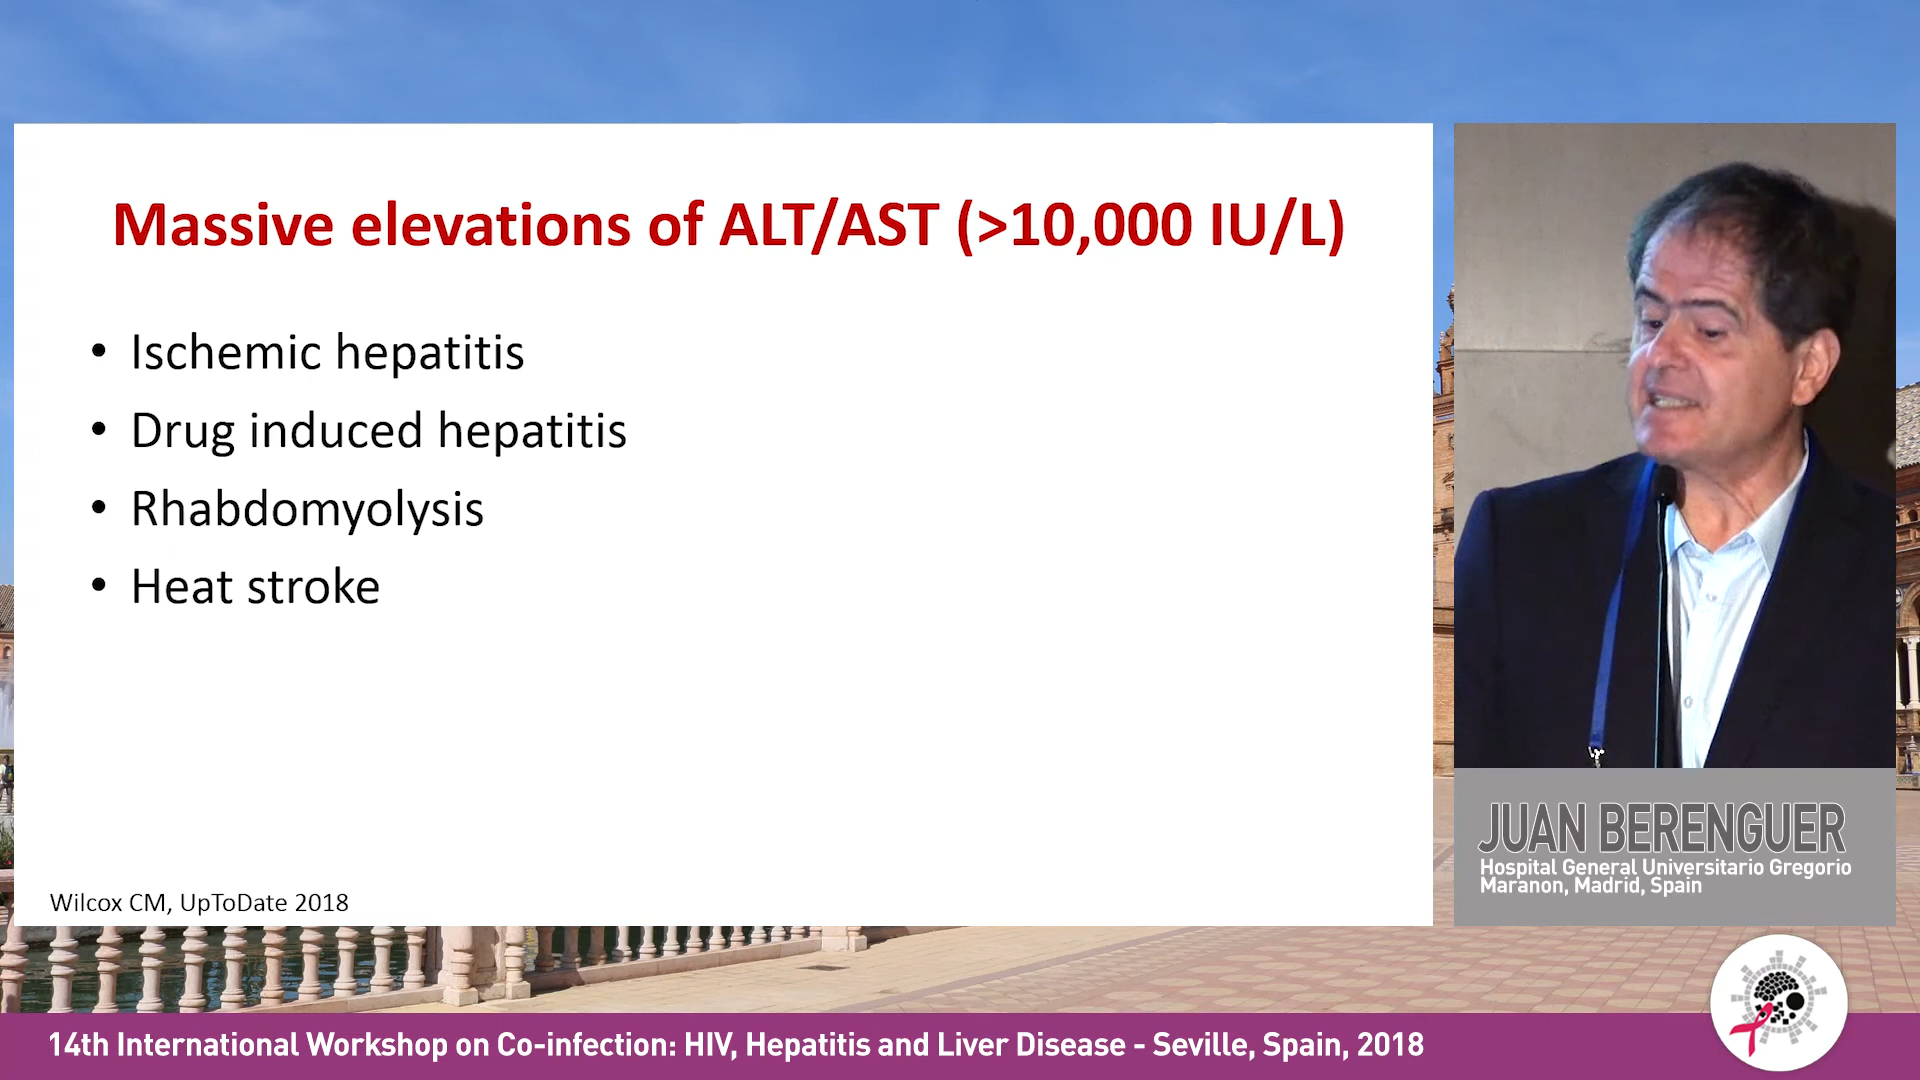 Massive elevations of ALT/AST (>10,000 IU/L)
• Ischemic hepatitis
• Drug induced hepatitis
• Rhabdomyolysis
• Heat stroke
Wilcox CM, UpToDate 2018
JUAN BERENGUER
Hospital General Universitario Gregorio
Maranon, Madrid, Spain
14th International Workshop on Co-infection: HIV, Hepatitis and Liver Disease - Seville, Spain, 2018